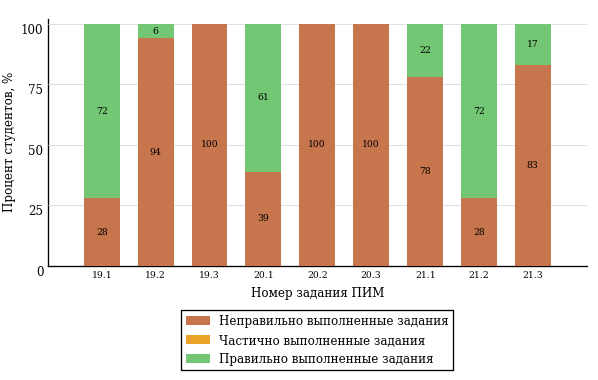 Процент студентов, %
100
75
50
25
0
72 6 61 22 72 17
28 94 100 39 100 100 78 28 83
19.1 19.2 19.3 20.1 20.2 20.3 21.1 21.2 21.3
Номер задания ПИМ
Неправильно выполненные задания
Частично выполненные задания
Правильно выполненные задания